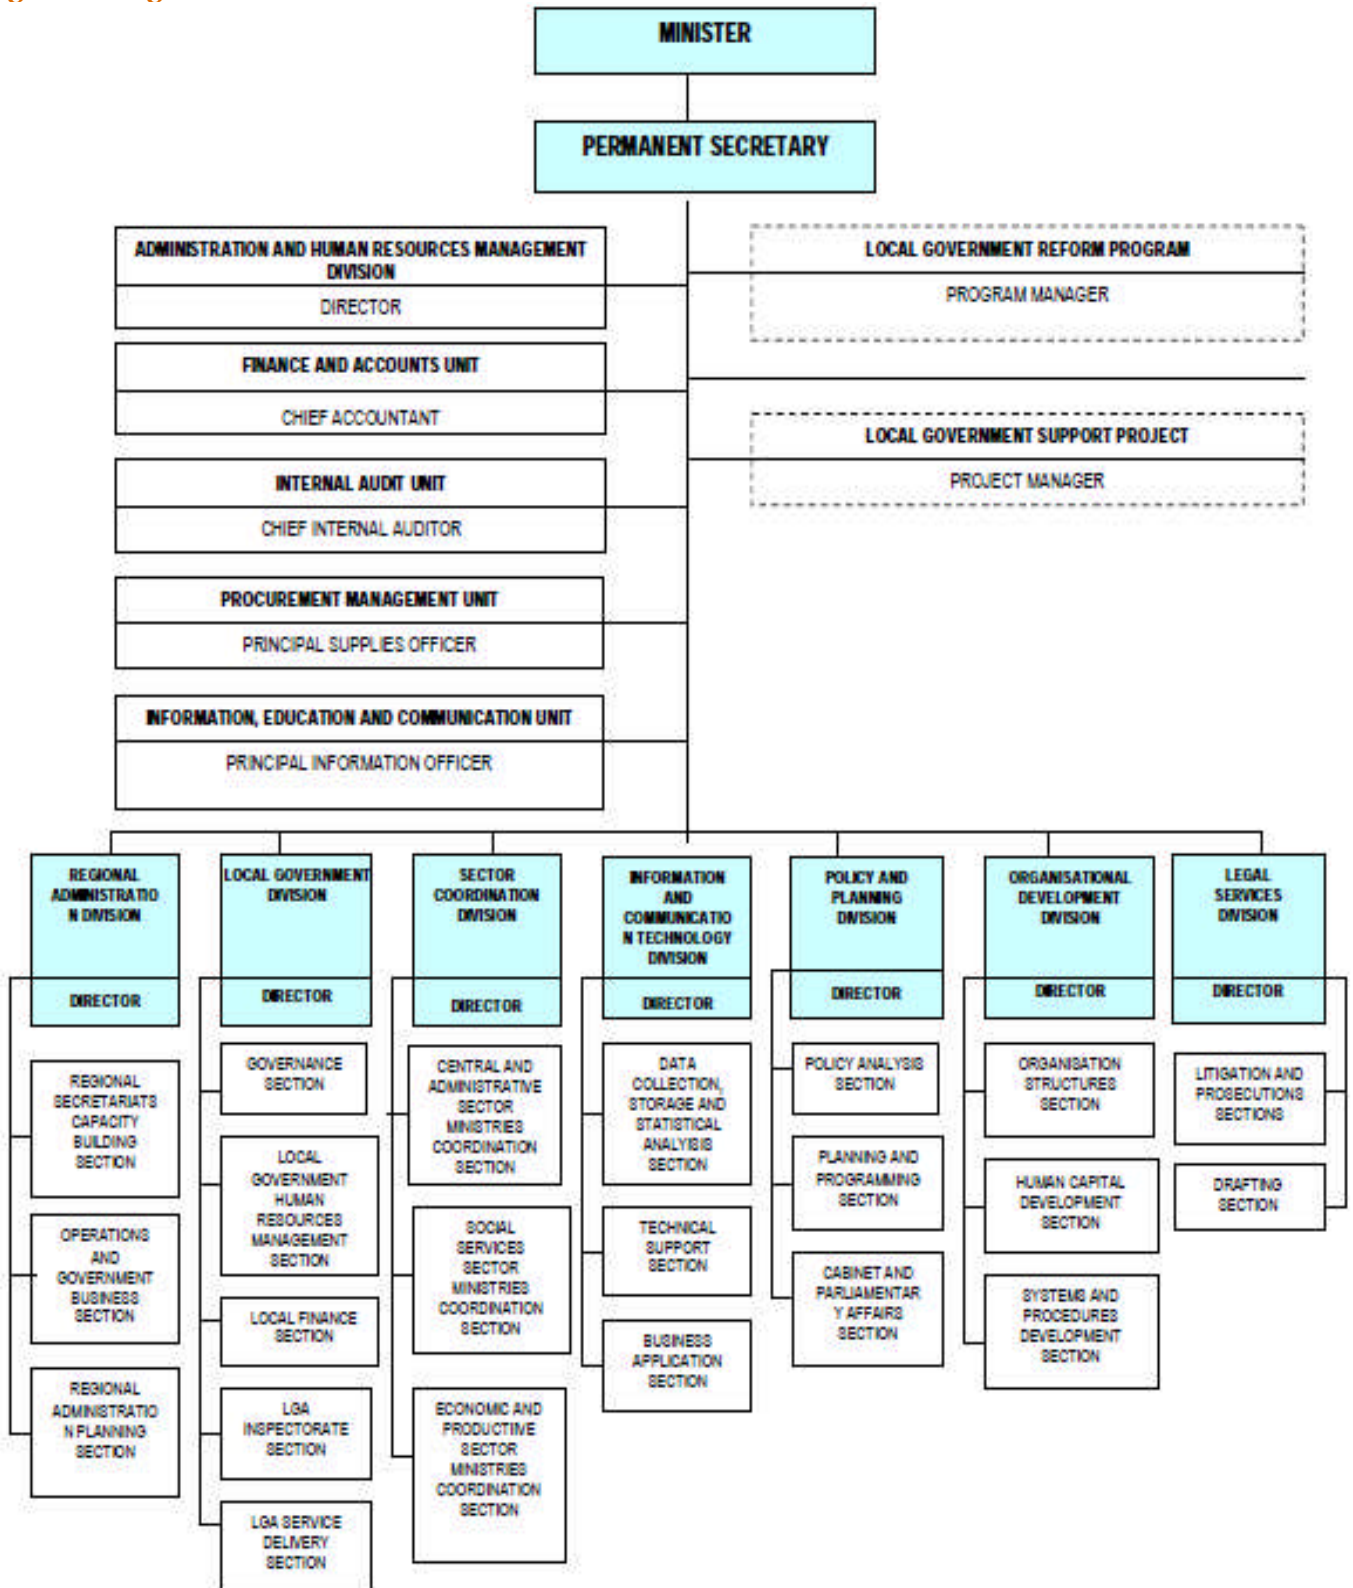 MINISTER
PERMANENT SECRETARY
ADMINISTRATION AND HUMAN RESOURCES MANAGEMENT
DIVISION
DIRECTOR
FINANCE AND ACCOUNTS UNIT
CHIEF ACCOUNTANT
INTERNAL AUDIT UNIT
CHIEF INTERNAL AUDITOR
PROCUREMENT MANAGEMENT UNIT
PRINCIPAL SUPPLIES OFFICER
INFORMATION, EDUCATION AND COMMUNICATION UNIT
PRINCIPAL INFORMATION OFFICER
LOCAL GOVERNMENT REFORM PROGRAM
PROGRAM MANAGER
LOCAL GOVERNMENT SUPPORT PROJECT
PROJECT MANAGER
REGIONAL
ADMINISTRATIO
N DIVISION
DIRECTOR
REGIONAL
SECRETARIATS
CAPACITY
BUILDING
SECTION
OPERATIONS
AND
GOVERNMENT
BUSINESS
SECTION
REGIONAL
ADMINISTRATIO
N PLANNING
SECTION
LOCAL GOVERNMENT
DIVISION
DIRECTOR
GOVERNANCE
SECTION
LOCAL
GOVERNMENT
HUMAN
RESOURCES
MANAGEMENT
SECTION
LOCAL FINANCE
SECTION
LGA
INSPECTORATE
SECTION
LGA SERVICE
DELIVERY
SECTION
SECTOR
COORDINATION
DIVISION
DIRECTOR
CENTRAL AND
ADMINISTRATIVE
SECTOR
MINISTRIES
COORDINATION
SECTION
SOCIAL
SERVICES
SECTOR
MINISTRIES
COORDINATION
SECTION
ECONOMIC AND
PRODUCTIVE
SECTOR
MINISTRIES
COORDINATION
SECTION
INFORMATION
AND
COMMUNICATIO
N TECHNOLOGY
DIVISION
DIRECTOR
DATA
COLLECTION,
STORAGE AND
STATISTICAL
ANALYISIS
SECTION
TECHNICAL
SUPPORT
SECTION
BUSINESS
APPLICATION
SECTION
POLICY AND
PLANNING
DIVISION
DIRECTOR
POLICY ANALYSIS
SECTION
PLANNING AND
PROGRAMMING
SECTION
CABINET AND
PARLIAMENTAR
Y AFFAIRS
SECTION
ORGANISATIONAL
DEVELOPMENT
DIVISION
DIRECTOR
ORGANISATION
STRUCTURES
SECTION
HUMAN CAPITAL
DEVELOPMENT
SECTION
SYSTEMS AND
PROCEDURES
DEVELOPMENT
SECTION
LEGAL
SERVICES
DIVISION
DIRECTOR
LITIGATION AND
PROSECUTIONS
SECTIONS
DRAFTING
SECTION